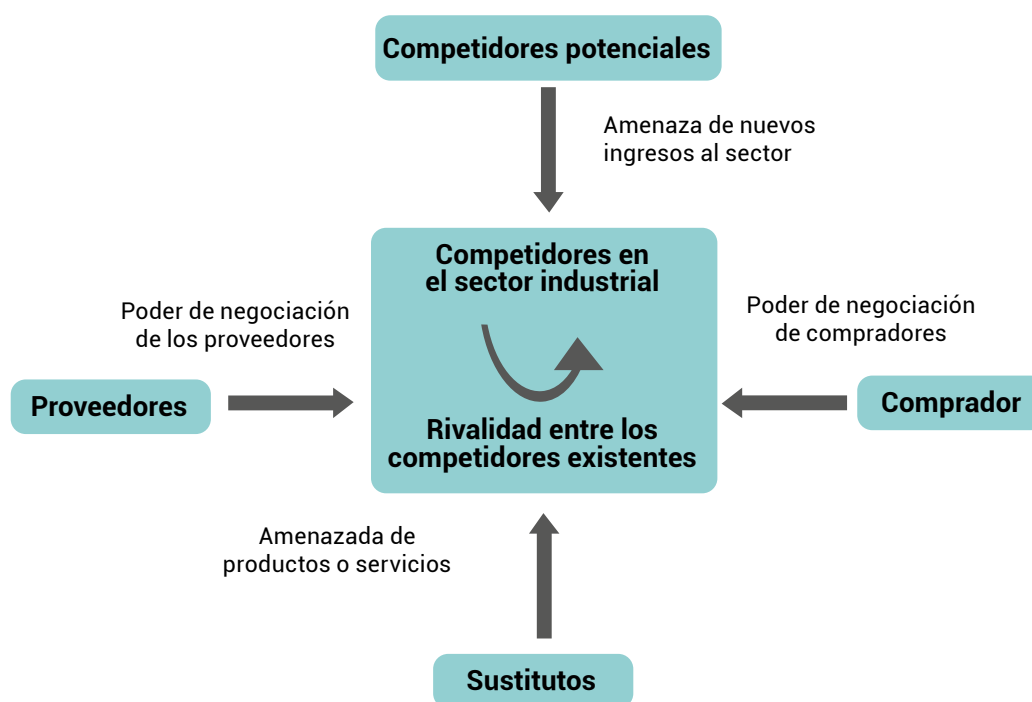 Competidores potenciales
Amenaza de nuevos
ingresos al sector
Competidores en
el sector industrial
Poder de negociación
de los proveedores
Poder de negociación
de compradores
Proveedores
Comprador
Rivalidad entre los
competidores existentes
Amenazada de
productos o servicios
Sustitutos